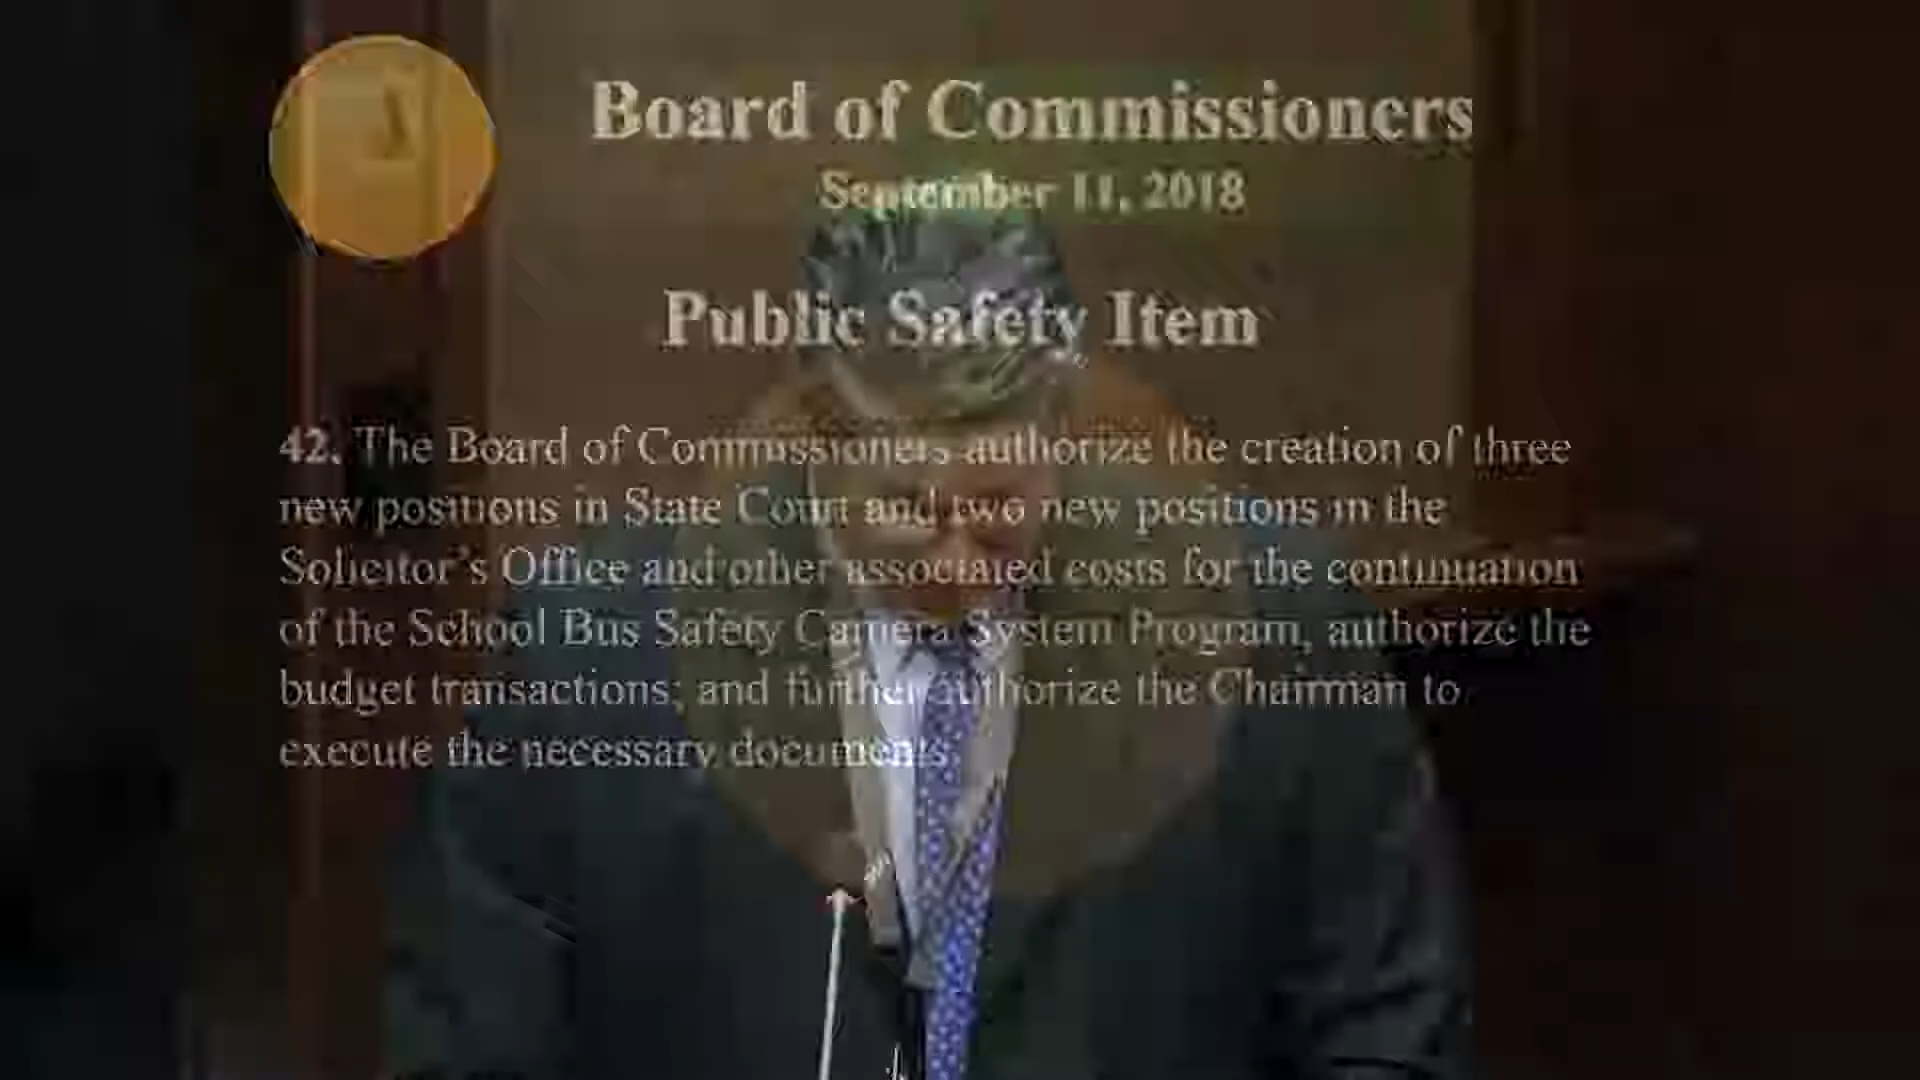 Board of Commissioners
September 11, 2018
Public Safety Item
42. The Board of Commissioners authorize the creation of three
new positions in State Court and two new positions in the
Solicitor's Office and other associated costs for the continuation
of the School Bus Safety Camera System Program, authorize the
budget transactions; and further authorize the Chairman to
execute the necessary documents.